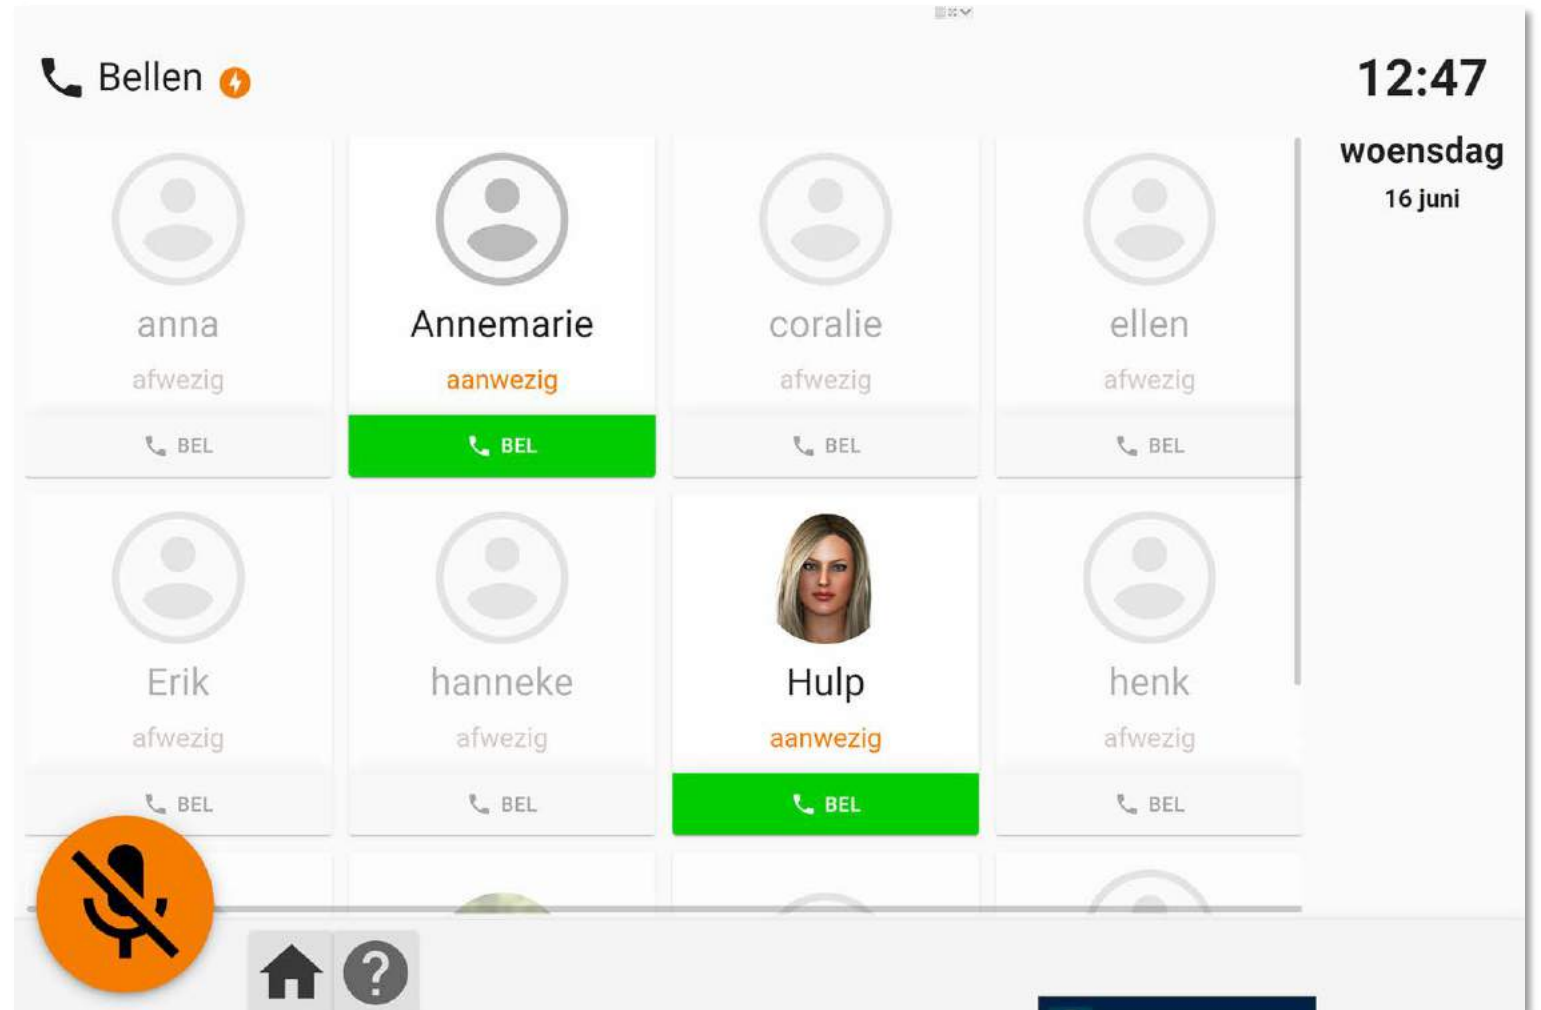 Bellen
12:47
woensdag
16 juni
anna
Annemarie
coralie
ellen
afwezig
aanwezig
afwezig
afwezig
BEL
BEL
BEL
BEL
Erik
hanneke
Hulp
henk
afwezig
afwezig
aanwezig
afwezig
BEL
BEL
BEL
BEL
?